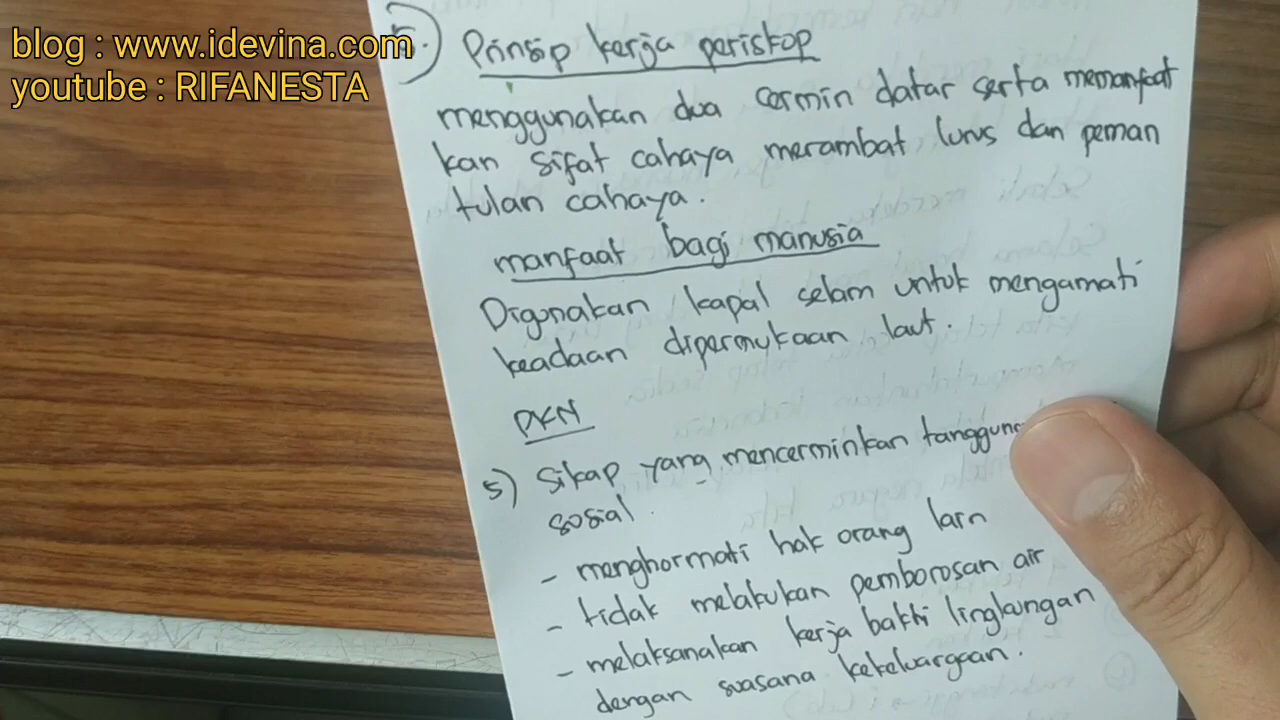 blog : www.idevina.com
youtube : RIFANESTA
5.) Prinsip kerja periskop
menggunakan dua cermin datar serta memanfaat
kan sifat cahaya merambat lurus dan peman
tulan cahaya.
manfaat bagi manusia
Digunakan kapal selam untuk mengamati
keadaan dipermukaan laut.
PKN
5) Sikap yang mencerminkan tanggung
sosial.
- menghormati hak orang lain
- tidak melakukan pemborosan air
- melaksanakan kerja bakti lingkungan
dengan suasana kekeluargaan.